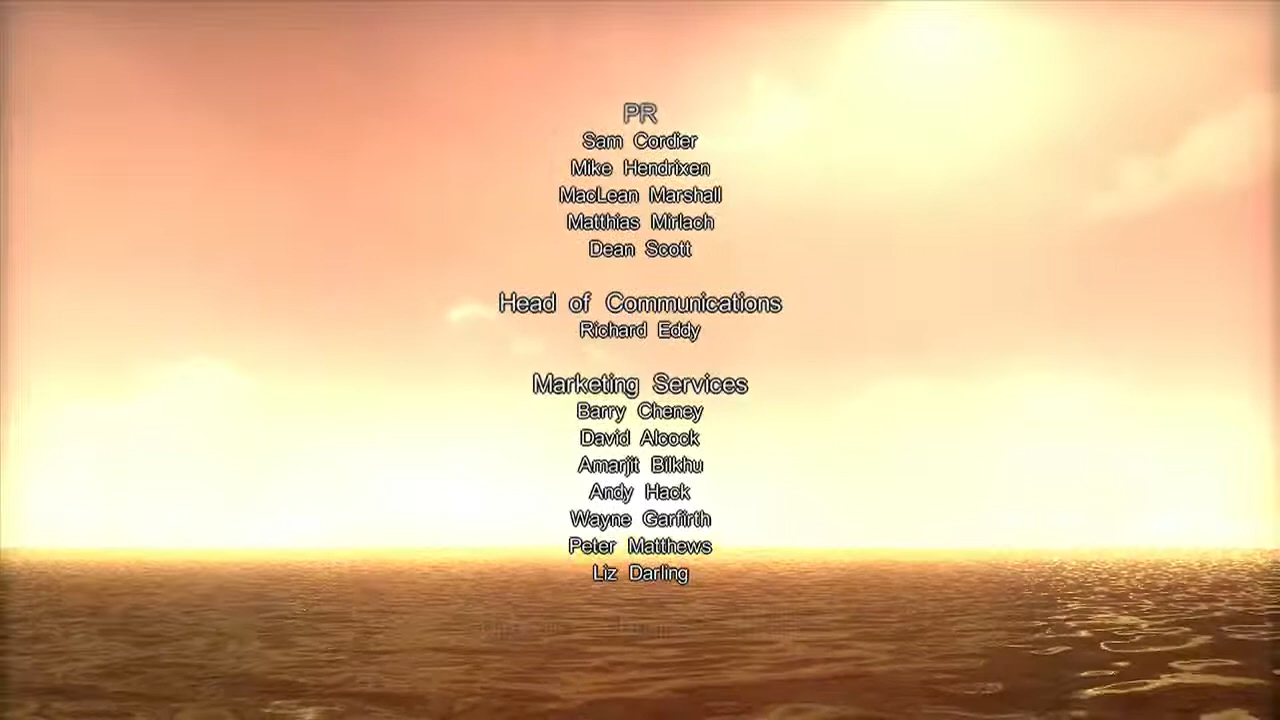 PR
Sam Cordier
Mike Hendrixen
MacLean Marshall
Matthias Mirlach
Dean Scott
Head of Communications
Richard Eddy
Marketing Services
Barry Cheney
David Alcock
Amarjit Bilkhu
Andy Hack
Wayne Garfirth
Peter Matthews
Liz Darling